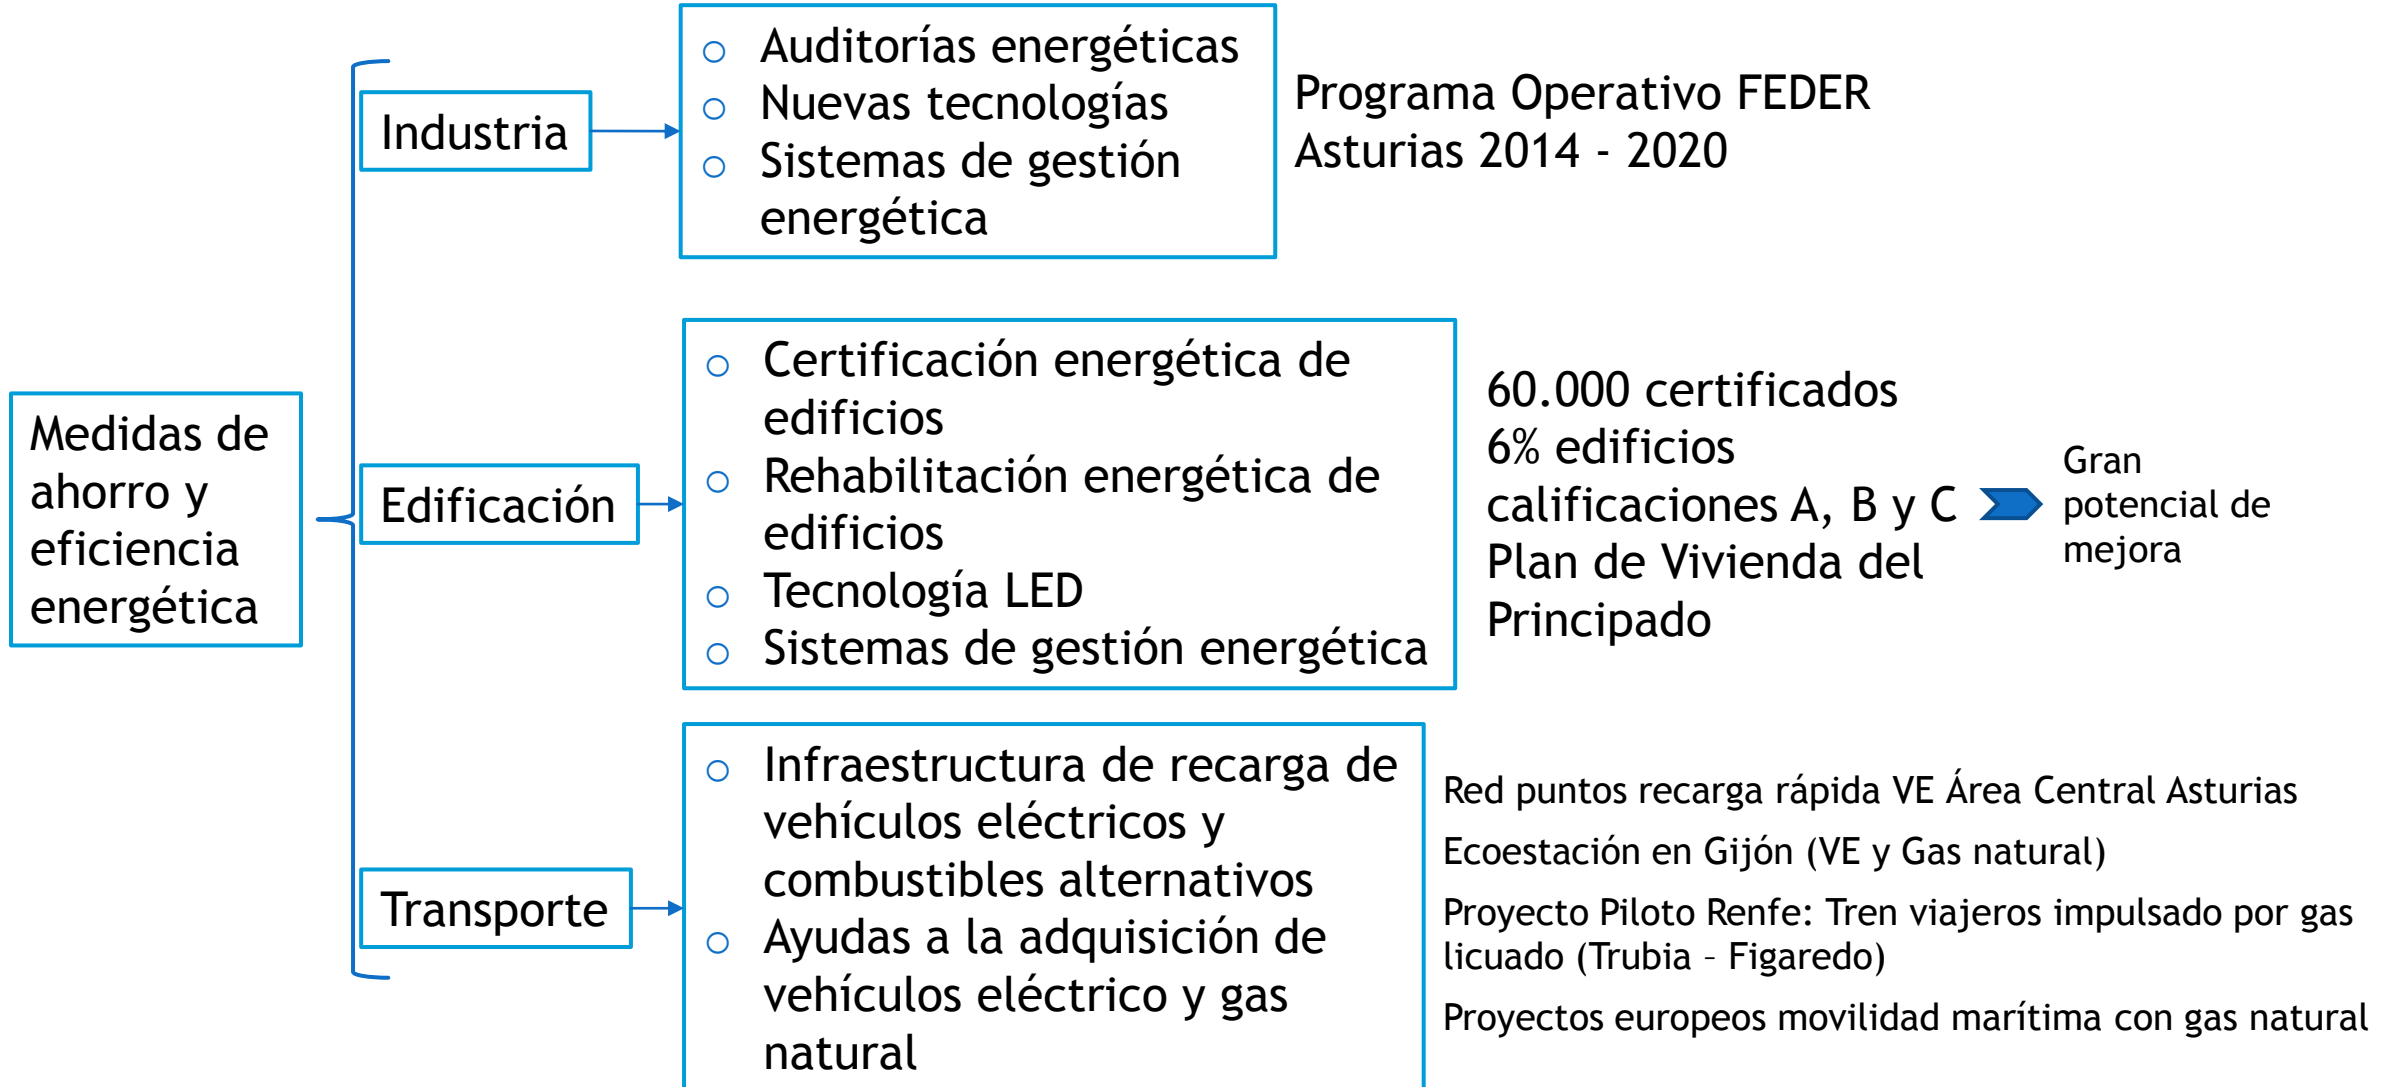 Medidas de
ahorro y
eficiencia
energética
Industria
Auditorías energéticas
Nuevas tecnologías
Sistemas de gestión
energética
Programa Operativo FEDER
Asturias 2014 - 2020
Edificación
Certificación energética de
edificios
Rehabilitación energética de
edificios
Tecnología LED
Sistemas de gestión energética
60.000 certificados
6% edificios
calificaciones A, B y C
Plan de Vivienda del
Principado
Gran
potencial de
mejora
Transporte
Infraestructura de recarga de
vehículos eléctricos y
combustibles alternativos
Ayudas a la adquisición de
vehículos eléctrico y gas
natural
Red puntos recarga rápida VE Área Central Asturias
Ecoestación en Gijón (VE y Gas natural)
Proyecto Piloto Renfe: Tren viajeros impulsado por gas
licuado (Trubia – Figaredo)
Proyectos europeos movilidad marítima con gas natural